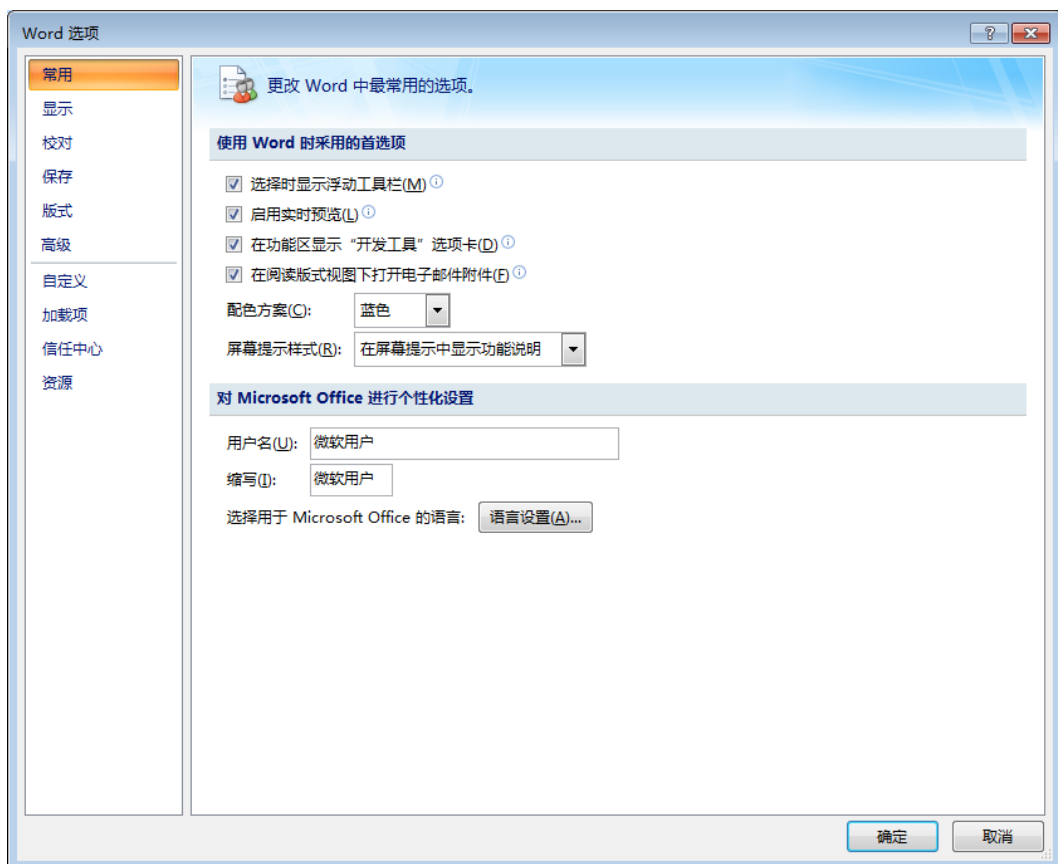 Word 选项
常用
显示
校对
保存
版式
高级
自定义
加载项
信任中心
资源
更改 Word 中最常用的选项。
使用 Word 时采用的首选项
选择时显示浮动工具栏(M)
启用实时预览(L)
在功能区显示“开发工具”选项卡(D)
在阅读版式视图下打开电子邮件附件(F)
配色方案(C): 蓝色
屏幕提示样式(R): 在屏幕提示中显示功能说明
对 Microsoft Office 进行个性化设置
用户名(U): 微软用户
缩写(I): 微软用户
选择用于 Microsoft Office 的语言: 语言设置(A)...
确定 取消